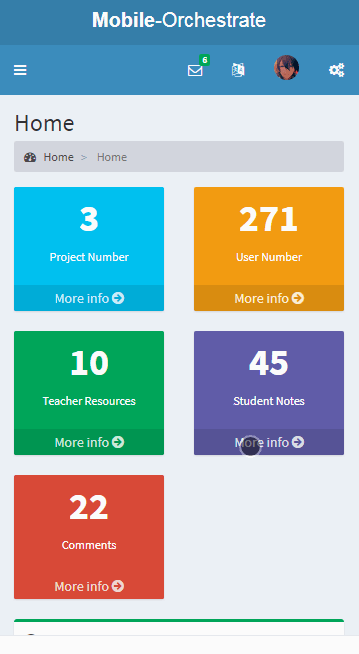 Mobile-Orchestrate
6
Home
Home > Home
3
Project Number
More info
271
User Number
More info
10
Teacher Resources
More info
45
Student Notes
More info
22
Comments
More info